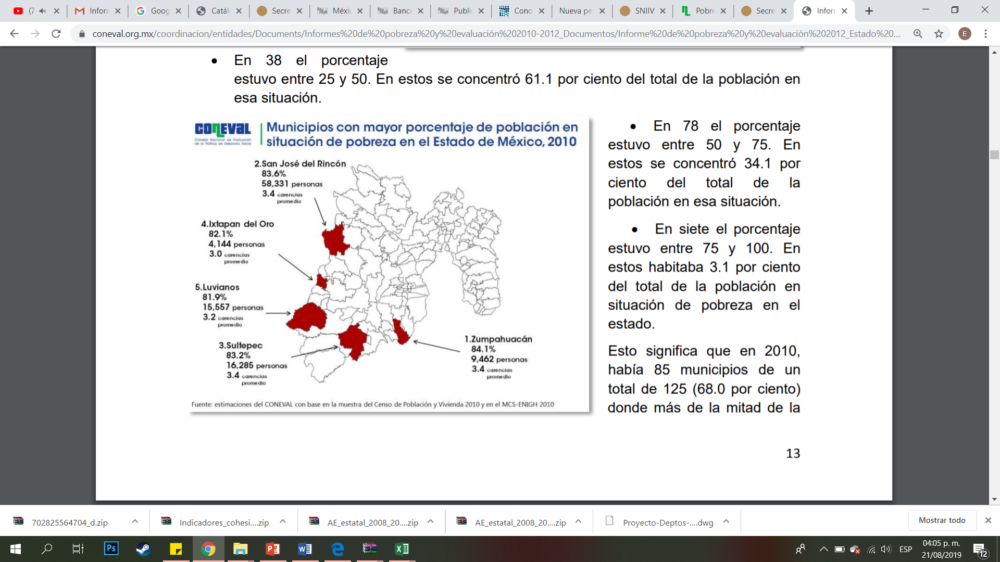 (7
Inform
Goog
Catál
Secre
Méxi
Banco
Public
Cono
Nueva pe
SNIIV
Pobre
Secre
Inform
coneval.org.mx/coordinacion/entidades/Documents/Informes%20de%20pobreza%20y%20evaluación%202010-2012_Documentos/Informe%20de%20pobreza%20y%20evaluación%202012_Estado%20...
E
• En 38 el porcentaje
estuvo entre 25 y 50. En estos se concentró 61.1 por ciento del total de la población en
esa situación.
CONEVAL
Consejo Nacional de Evaluación
de la Política de Desarrollo Social
Municipios con mayor porcentaje de población en
situación de pobreza en el Estado de México, 2010
2.San José del Rincón
83.6%
58,331 personas
3.4 carencias
promedio
4.Ixtapan del Oro
82.1%
4,144 personas
3.0 carencias
promedio
5.Luvianos
81.9%
15,557 personas
3.2 carencias
promedio
3.Sultepec
83.2%
16,285 personas
3.4 carencias
promedio
1.Zumpahuacán
84.1%
9,462 personas
3.4 carencias
promedio
Fuente: estimaciones del CONEVAL con base en la muestra del Censo de Población y Vivienda 2010 y en el MCS-ENIGH 2010
• En 78 el porcentaje
estuvo entre 50 y 75. En
estos se concentró 34.1 por
ciento del total de la
población en esa situación.
• En siete el porcentaje
estuvo entre 75 y 100. En
estos habitaba 3.1 por ciento
del total de la población en
situación de pobreza en el
estado.
Esto significa que en 2010,
había 85 municipios de un
total de 125 (68.0 por ciento)
donde más de la mitad de la
13
702825564704_d.zip
Indicadores_cohesi....zip
AE_estatal_2008_20....zip
AE_estatal_2008_20....zip
Proyecto-Deptos-....dwg
Mostrar todo
Ps
ESP
04:05 p. m.
21/08/2019
12